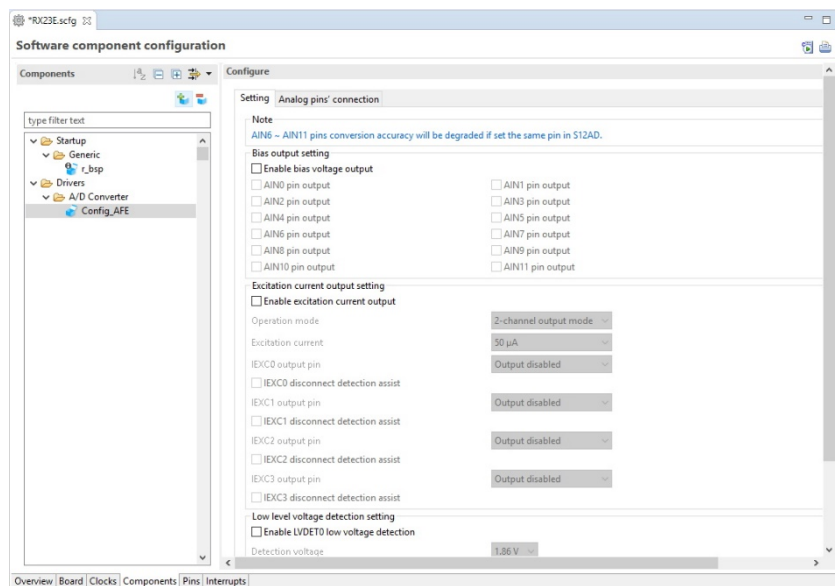 *RX23E.scfg
Software component configuration
Components
type filter text
Startup
Generic
r_bsp
Drivers
A/D Converter
Config_AFE
Configure
Setting Analog pins' connection
Note
AIN6 ~ AIN11 pins conversion accuracy will be degraded if set the same pin in S12AD.
Bias output setting
Enable bias voltage output
AIN0 pin output AIN1 pin output
AIN2 pin output AIN3 pin output
AIN4 pin output AIN5 pin output
AIN6 pin output AIN7 pin output
AIN8 pin output AIN9 pin output
AIN10 pin output AIN11 pin output
Excitation current output setting
Enable excitation current output
Operation mode 2-channel output mode
Excitation current 50 µA
IEXC0 output pin Output disabled
IEXC0 disconnect detection assist
IEXC1 output pin Output disabled
IEXC1 disconnect detection assist
IEXC2 output pin Output disabled
IEXC2 disconnect detection assist
IEXC3 output pin Output disabled
IEXC3 disconnect detection assist
Low level voltage detection setting
Enable LVDET0 low voltage detection
Detection voltage 1.86 V
Overview Board Clocks Components Pins Interrupts